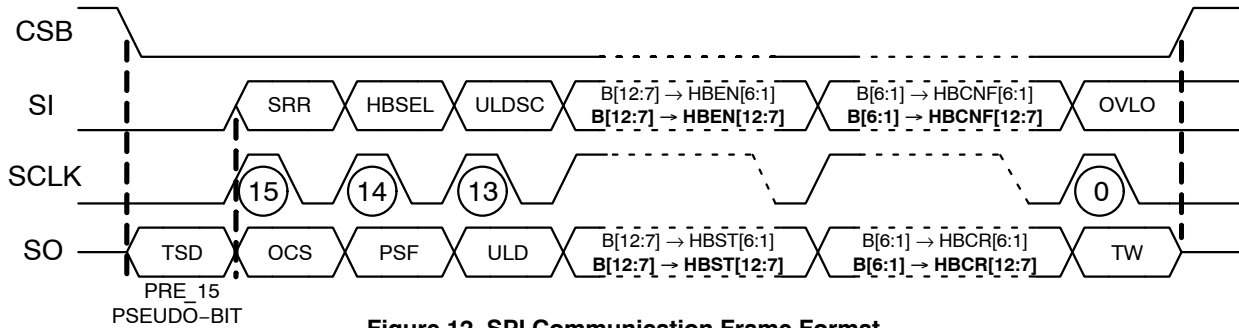 CSB
SI
SRR
HBSEL
ULDSC
B[12:7] → HBEN[6:1]
B[12:7] → HBEN[12:7]
B[6:1] → HBCNF[6:1]
B[6:1] → HBCNF[12:7]
OVLO
SCLK
15
14
13
0
SO
TSD
OCS
PSF
ULD
B[12:7] → HBST[6:1]
B[12:7] → HBST[12:7]
B[6:1] → HBCR[6:1]
B[6:1] → HBCR[12:7]
TW
PRE_15
PSEUDO−BIT
Figure 12. SPI Communication Frame Format